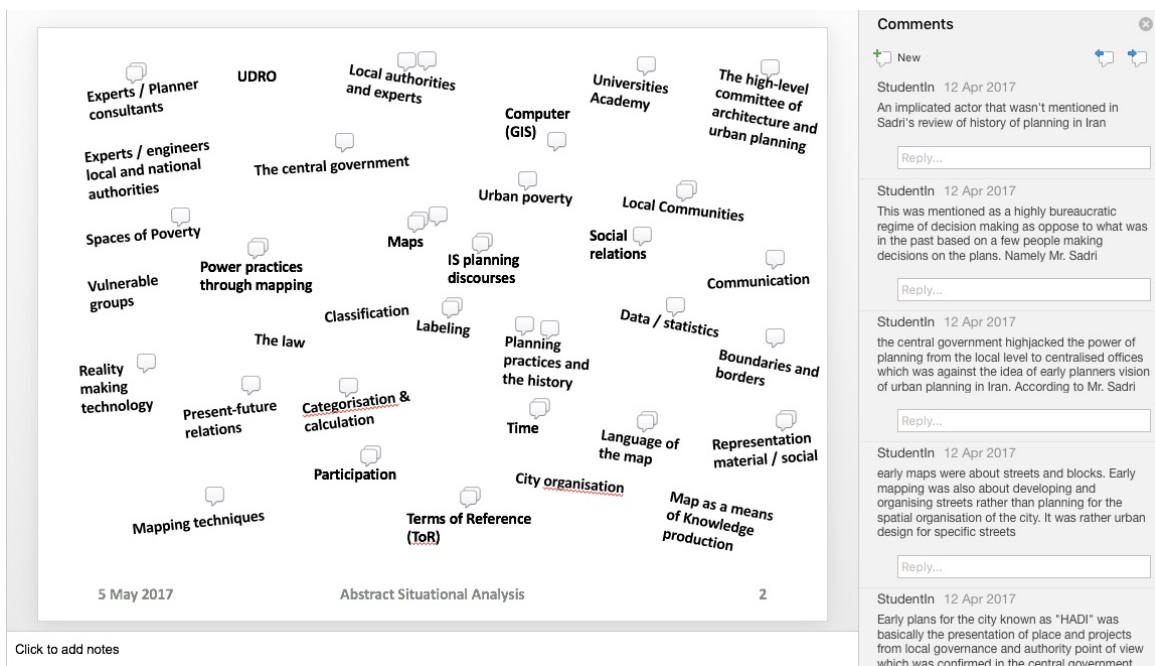 Experts / Planner
consultants
UDRO
Local authorities
and experts
Universities
Academy
The high-level
committee of
architecture and
urban planning
Computer
(GIS)
Experts / engineers
local and national
authorities
The central government
Urban poverty
Local Communities
Spaces of Poverty
Maps
Social
relations
Power practices
through mapping
IS planning
discourses
Communication
Vulnerable
groups
Classification
Labeling
Data / statistics
The law
Planning
practices and
the history
Boundaries and
borders
Reality
making
technology
Present-future
relations
Categorisation &
calculation
Time
Language of
the map
Representation
material / social
Participation
City organisation
Mapping techniques
Terms of Reference
(ToR)
Map as a means
of Knowledge
production
5 May 2017
Abstract Situational Analysis
2
Click to add notes
Comments
New
StudentIn 12 Apr 2017
An implicated actor that wasn't mentioned in
Sadri's review of history of planning in Iran
Reply...
StudentIn 12 Apr 2017
This was mentioned as a highly bureaucratic
regime of decision making as oppose to what was
in the past based on a few people making
decisions on the plans. Namely Mr. Sadri
Reply...
StudentIn 12 Apr 2017
the central government highjacked the power of
planning from the local level to centralised offices
which was against the idea of early planners vision
of urban planning in Iran. According to Mr. Sadri
Reply...
StudentIn 12 Apr 2017
early maps were about streets and blocks. Early
mapping was also about developing and
organising streets rather than planning for the
spatial organisation of the city. It was rather urban
design for specific streets
Reply...
StudentIn 12 Apr 2017
Early plans for the city known as "HADI" was
basically the presentation of place and projects
from local governance and authority point of view
which was confirmed in the central government